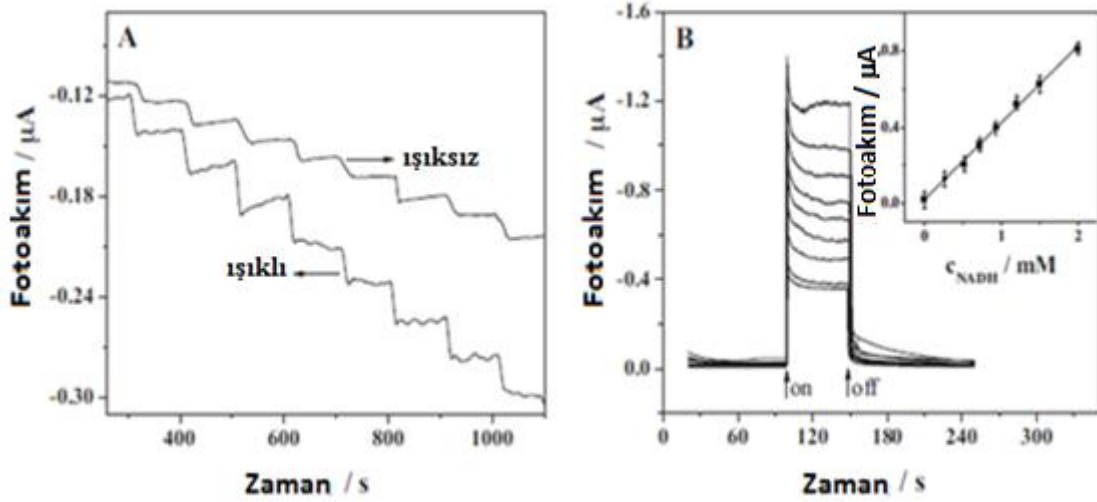 A
Fotoakım / µA
-0.12
-0.18
-0.24
-0.30
ışıksız
ışıklı
400
600
800
1000
Zaman / s
B
Fotoakım / µA
-1.6
-1.2
-0.8
-0.4
0.0
on
off
0
60
120
180
240
300
Zaman / s
Fotoakım / µA
0.8
0.4
0.0
0
1
2
c_NADH / mM